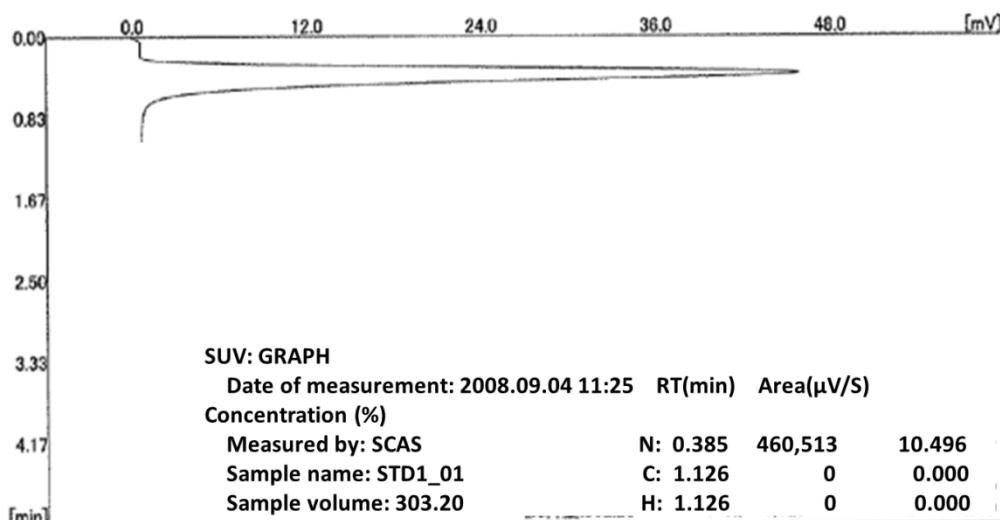 0.0 12.0 24.0 36.0 48.0 [mV]
0.00
0.83
1.67
2.50
3.33
4.17
[min]
SUV: GRAPH
Date of measurement: 2008.09.04 11:25 RT(min) Area(μV/S)
Concentration (%)
Measured by: SCAS N: 0.385 460,513 10.496
Sample name: STD1_01 C: 1.126 0 0.000
Sample volume: 303.20 H: 1.126 0 0.000